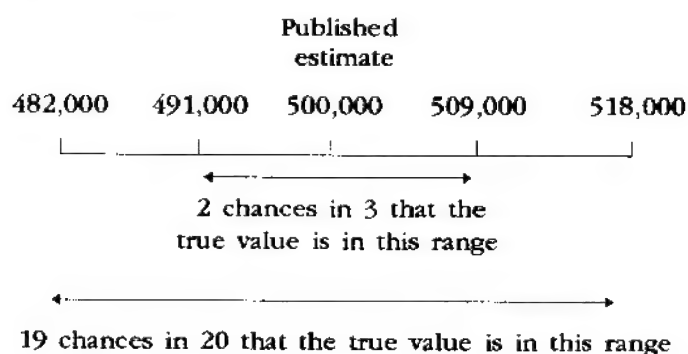 Published
estimate
482,000 491,000 500,000 509,000 518,000
2 chances in 3 that the
true value is in this range
19 chances in 20 that the true value is in this range